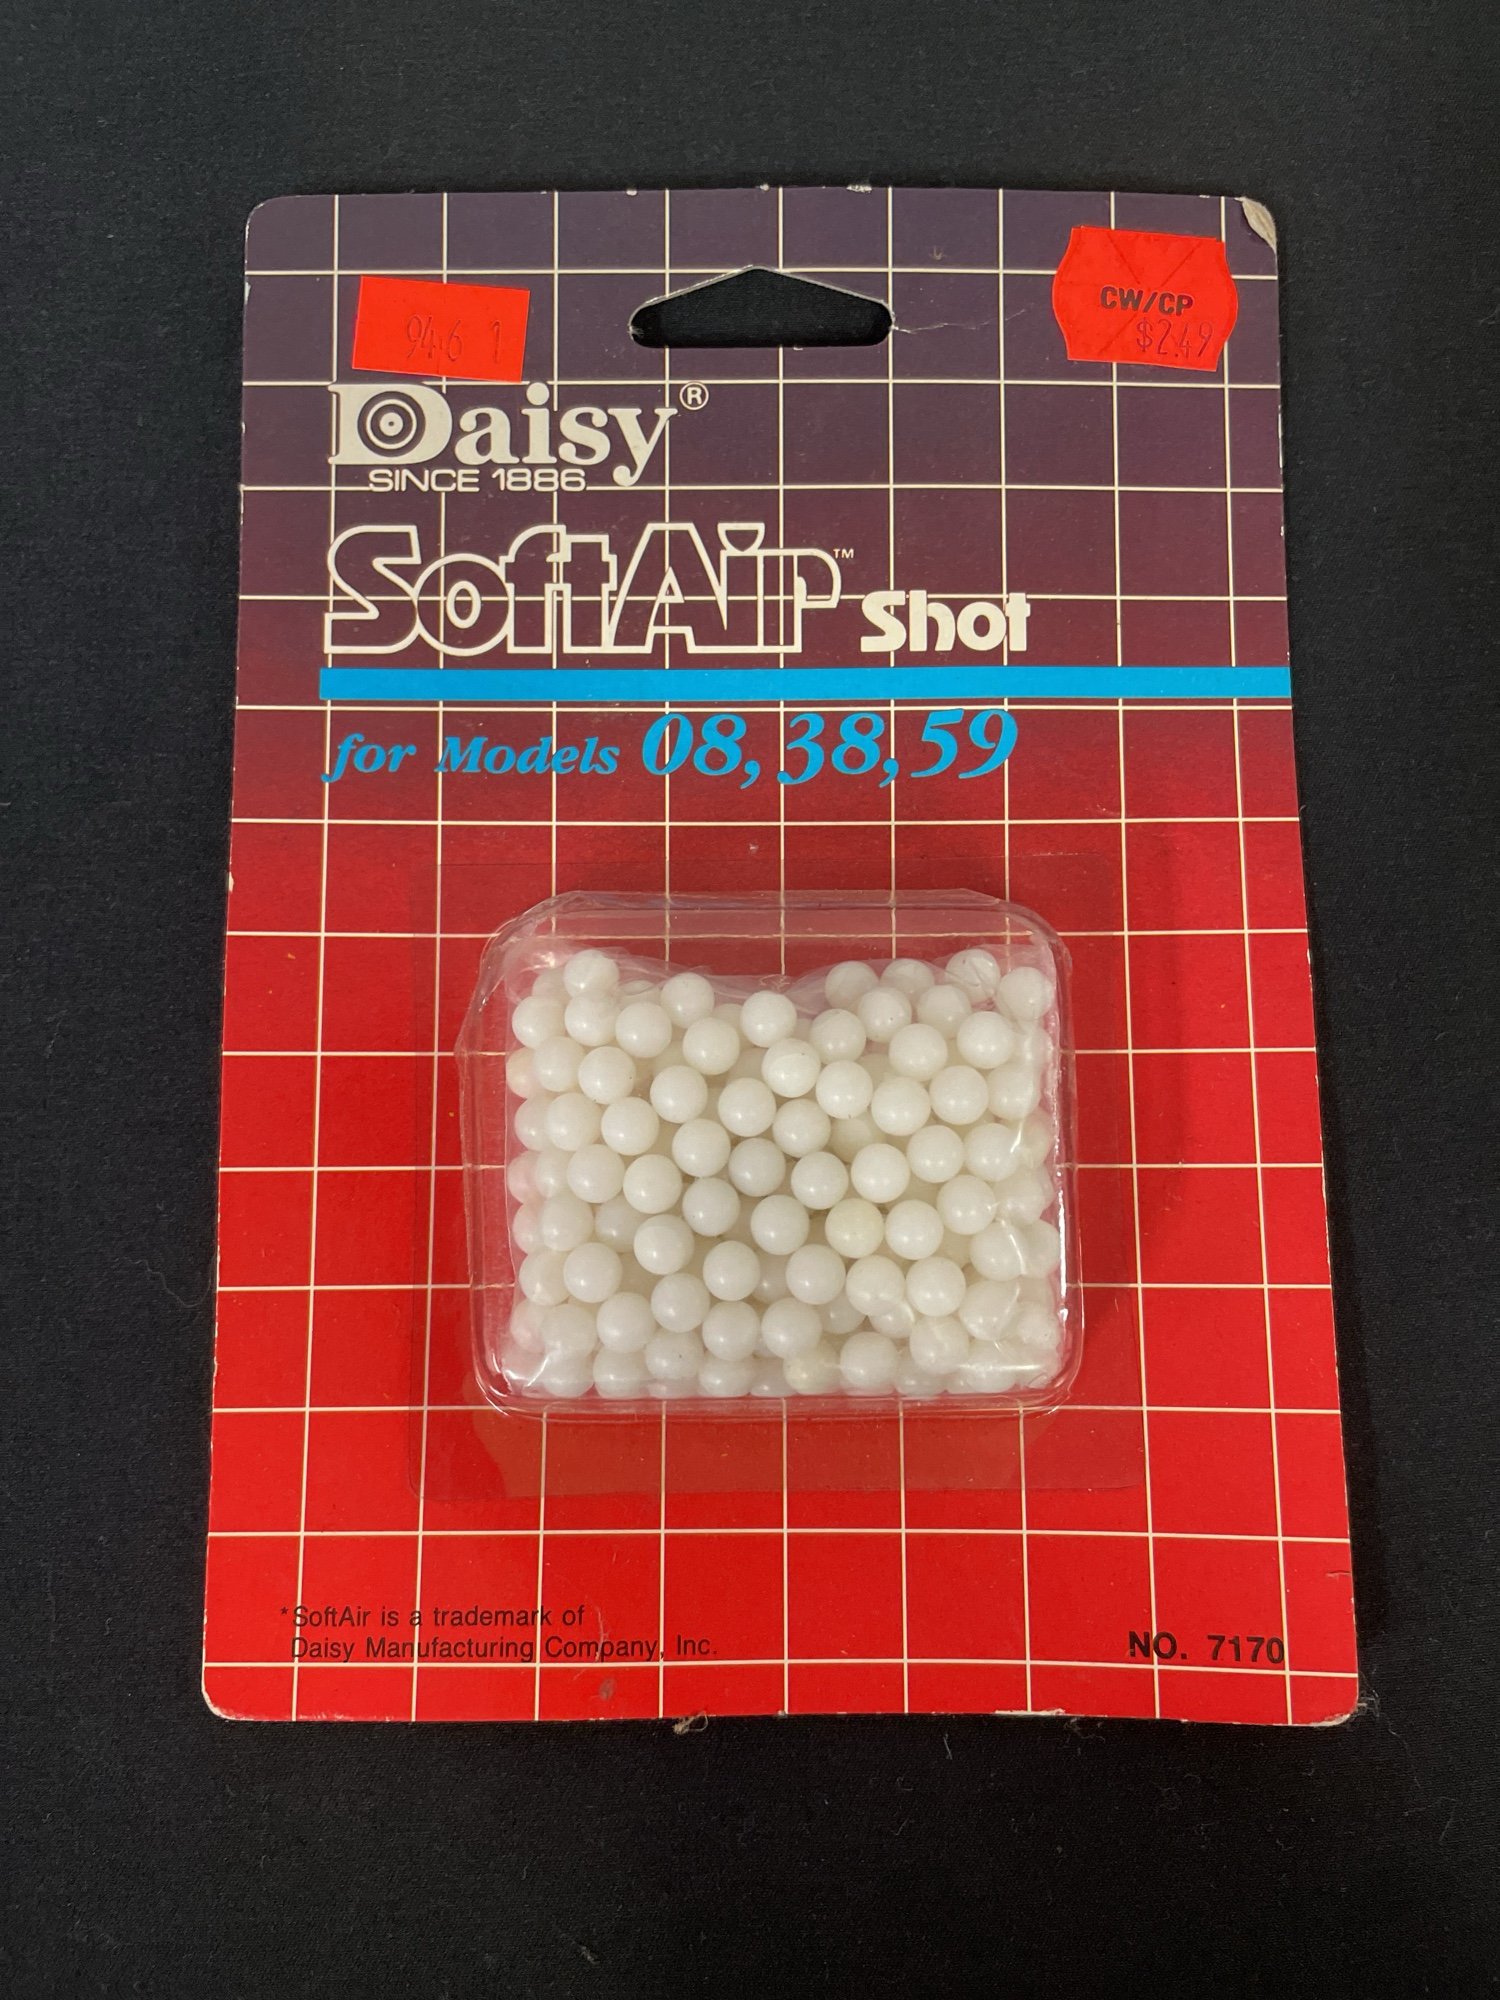 CW/CP
$2.49
946 1
Daisy®
SINCE 1886
SoftAir™ Shot
for Models 08, 38, 59
*SoftAir is a trademark of
Daisy Manufacturing Company, Inc.
NO. 7170